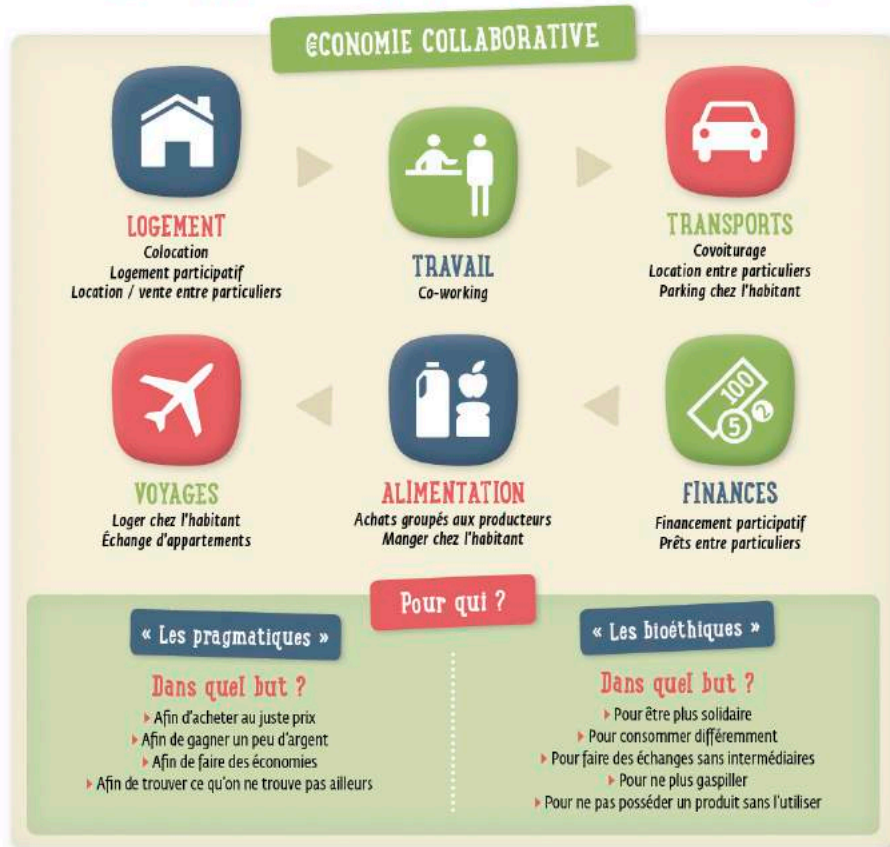 ÉCONOMIE COLLABORATIVE
LOGEMENT
Colocation
Logement participatif
Location / vente entre particuliers
TRAVAIL
Co-working
TRANSPORTS
Covoiturage
Location entre particuliers
Parking chez l'habitant
VOYAGES
Loger chez l'habitant
Échange d'appartements
ALIMENTATION
Achats groupés aux producteurs
Manger chez l'habitant
100
5 2
FINANCES
Financement participatif
Prêts entre particuliers
Pour qui ?
« Les pragmatiques »
Dans quel but ?
▸ Afin d'acheter au juste prix
▸ Afin de gagner un peu d'argent
▸ Afin de faire des économies
▸ Afin de trouver ce qu'on ne trouve pas ailleurs
« Les bioéthiques »
Dans quel but ?
▸ Pour être plus solidaire
▸ Pour consommer différemment
▸ Pour faire des échanges sans intermédiaires
▸ Pour ne plus gaspiller
▸ Pour ne pas posséder un produit sans l'utiliser